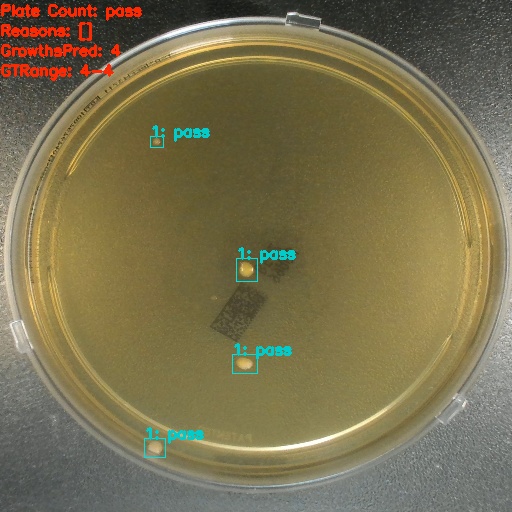 Plate Count: pass
Reasons: []
GrowthsPred: 4
GTRange: 4-4
1: pass
1: pass
1: pass
1: pass